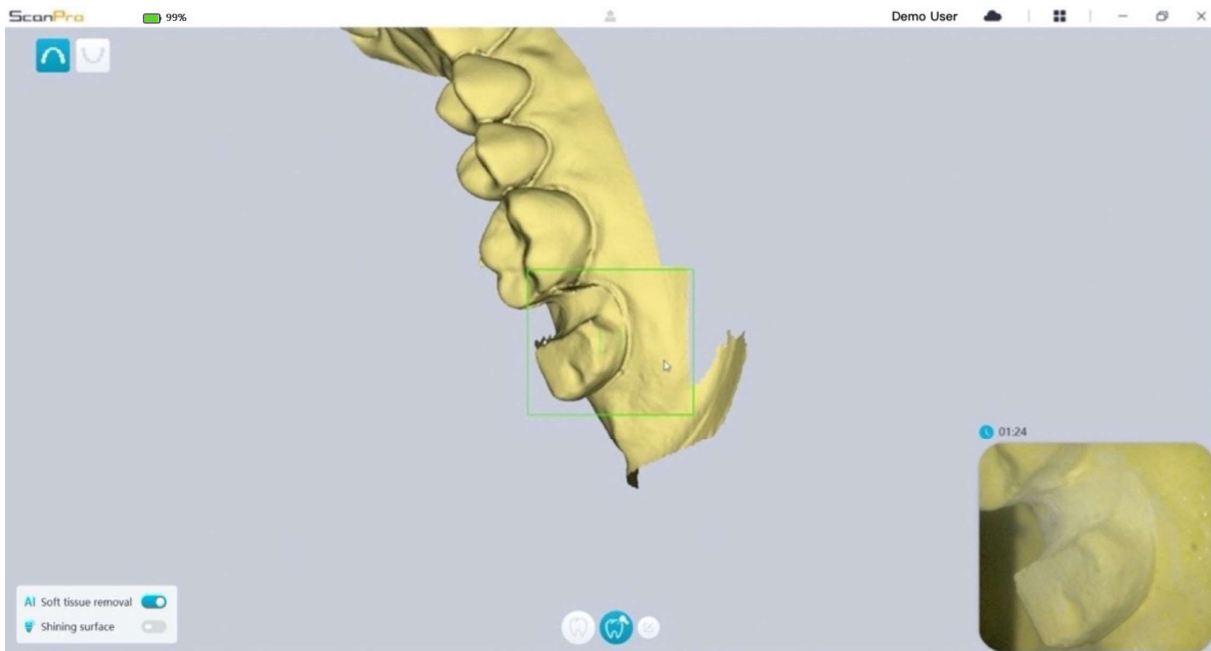 ScanPro
99%
Demo User
01:24
AI Soft tissue removal
Shining surface